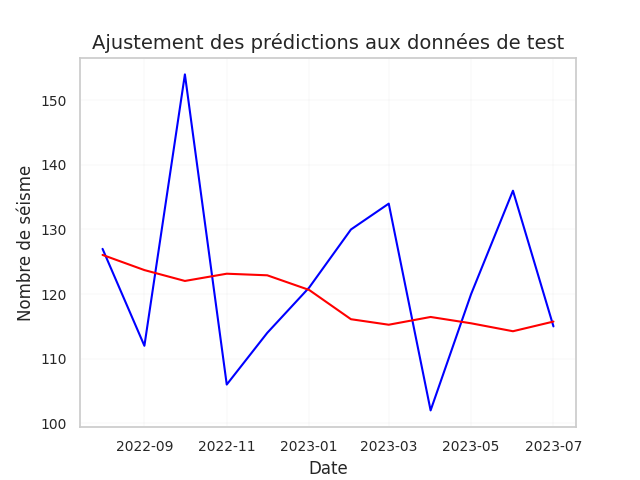 Ajustement des prédictions aux données de test
Nombre de séisme
150
140
130
120
110
100
2022-09 2022-11 2023-01 2023-03 2023-05 2023-07
Date